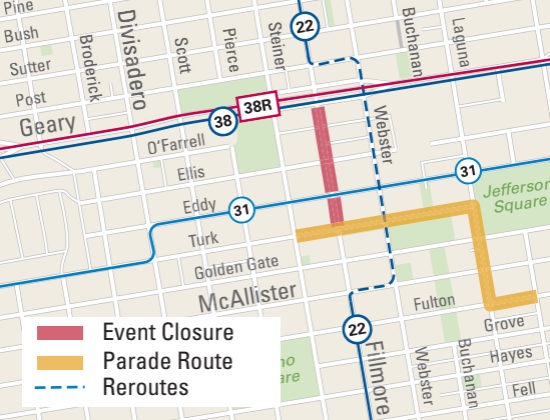 Pine
Bush
Sutter
Post
Geary
Broderick
Divisadero
Scott
Pierce
Steiner
22
Buchanan
Laguna
38R
38
O'Farrell
Ellis
Webster
31
Eddy
31
Jefferson
Square
Turk
Golden Gate
McAllister
Fulton
Grove
22
Hayes
Fell
Fillmore
Webster
Buchanan
no
are
Event Closure
Parade Route
Reroutes